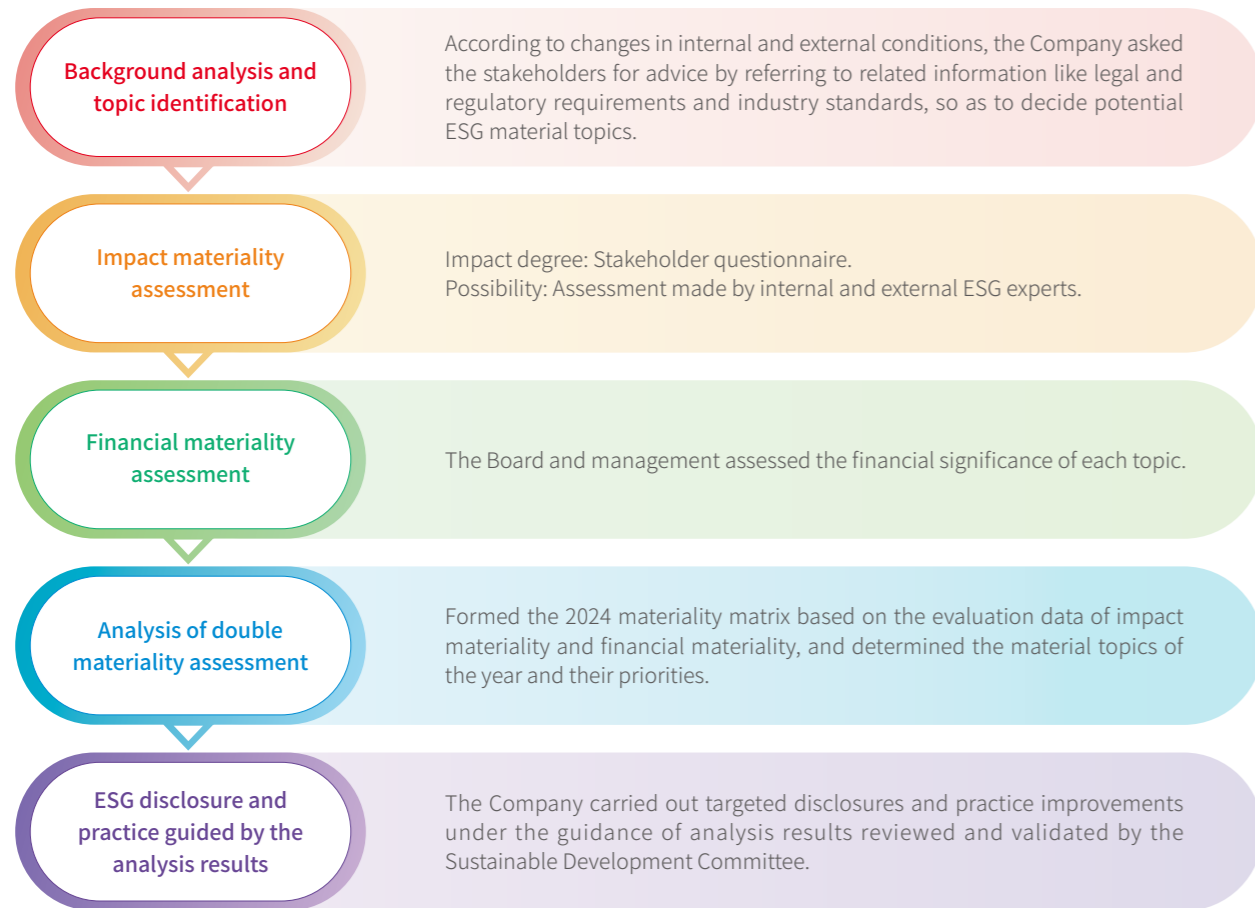 Background analysis and
topic identification
According to changes in internal and external conditions, the Company asked
the stakeholders for advice by referring to related information like legal and
regulatory requirements and industry standards, so as to decide potential
ESG material topics.
Impact materiality
assessment
Impact degree: Stakeholder questionnaire.
Possibility: Assessment made by internal and external ESG experts.
Financial materiality
assessment
The Board and management assessed the financial significance of each topic.
Analysis of double
materiality assessment
Formed the 2024 materiality matrix based on the evaluation data of impact
materiality and financial materiality, and determined the material topics of
the year and their priorities.
ESG disclosure and
practice guided by the
analysis results
The Company carried out targeted disclosures and practice improvements
under the guidance of analysis results reviewed and validated by the
Sustainable Development Committee.